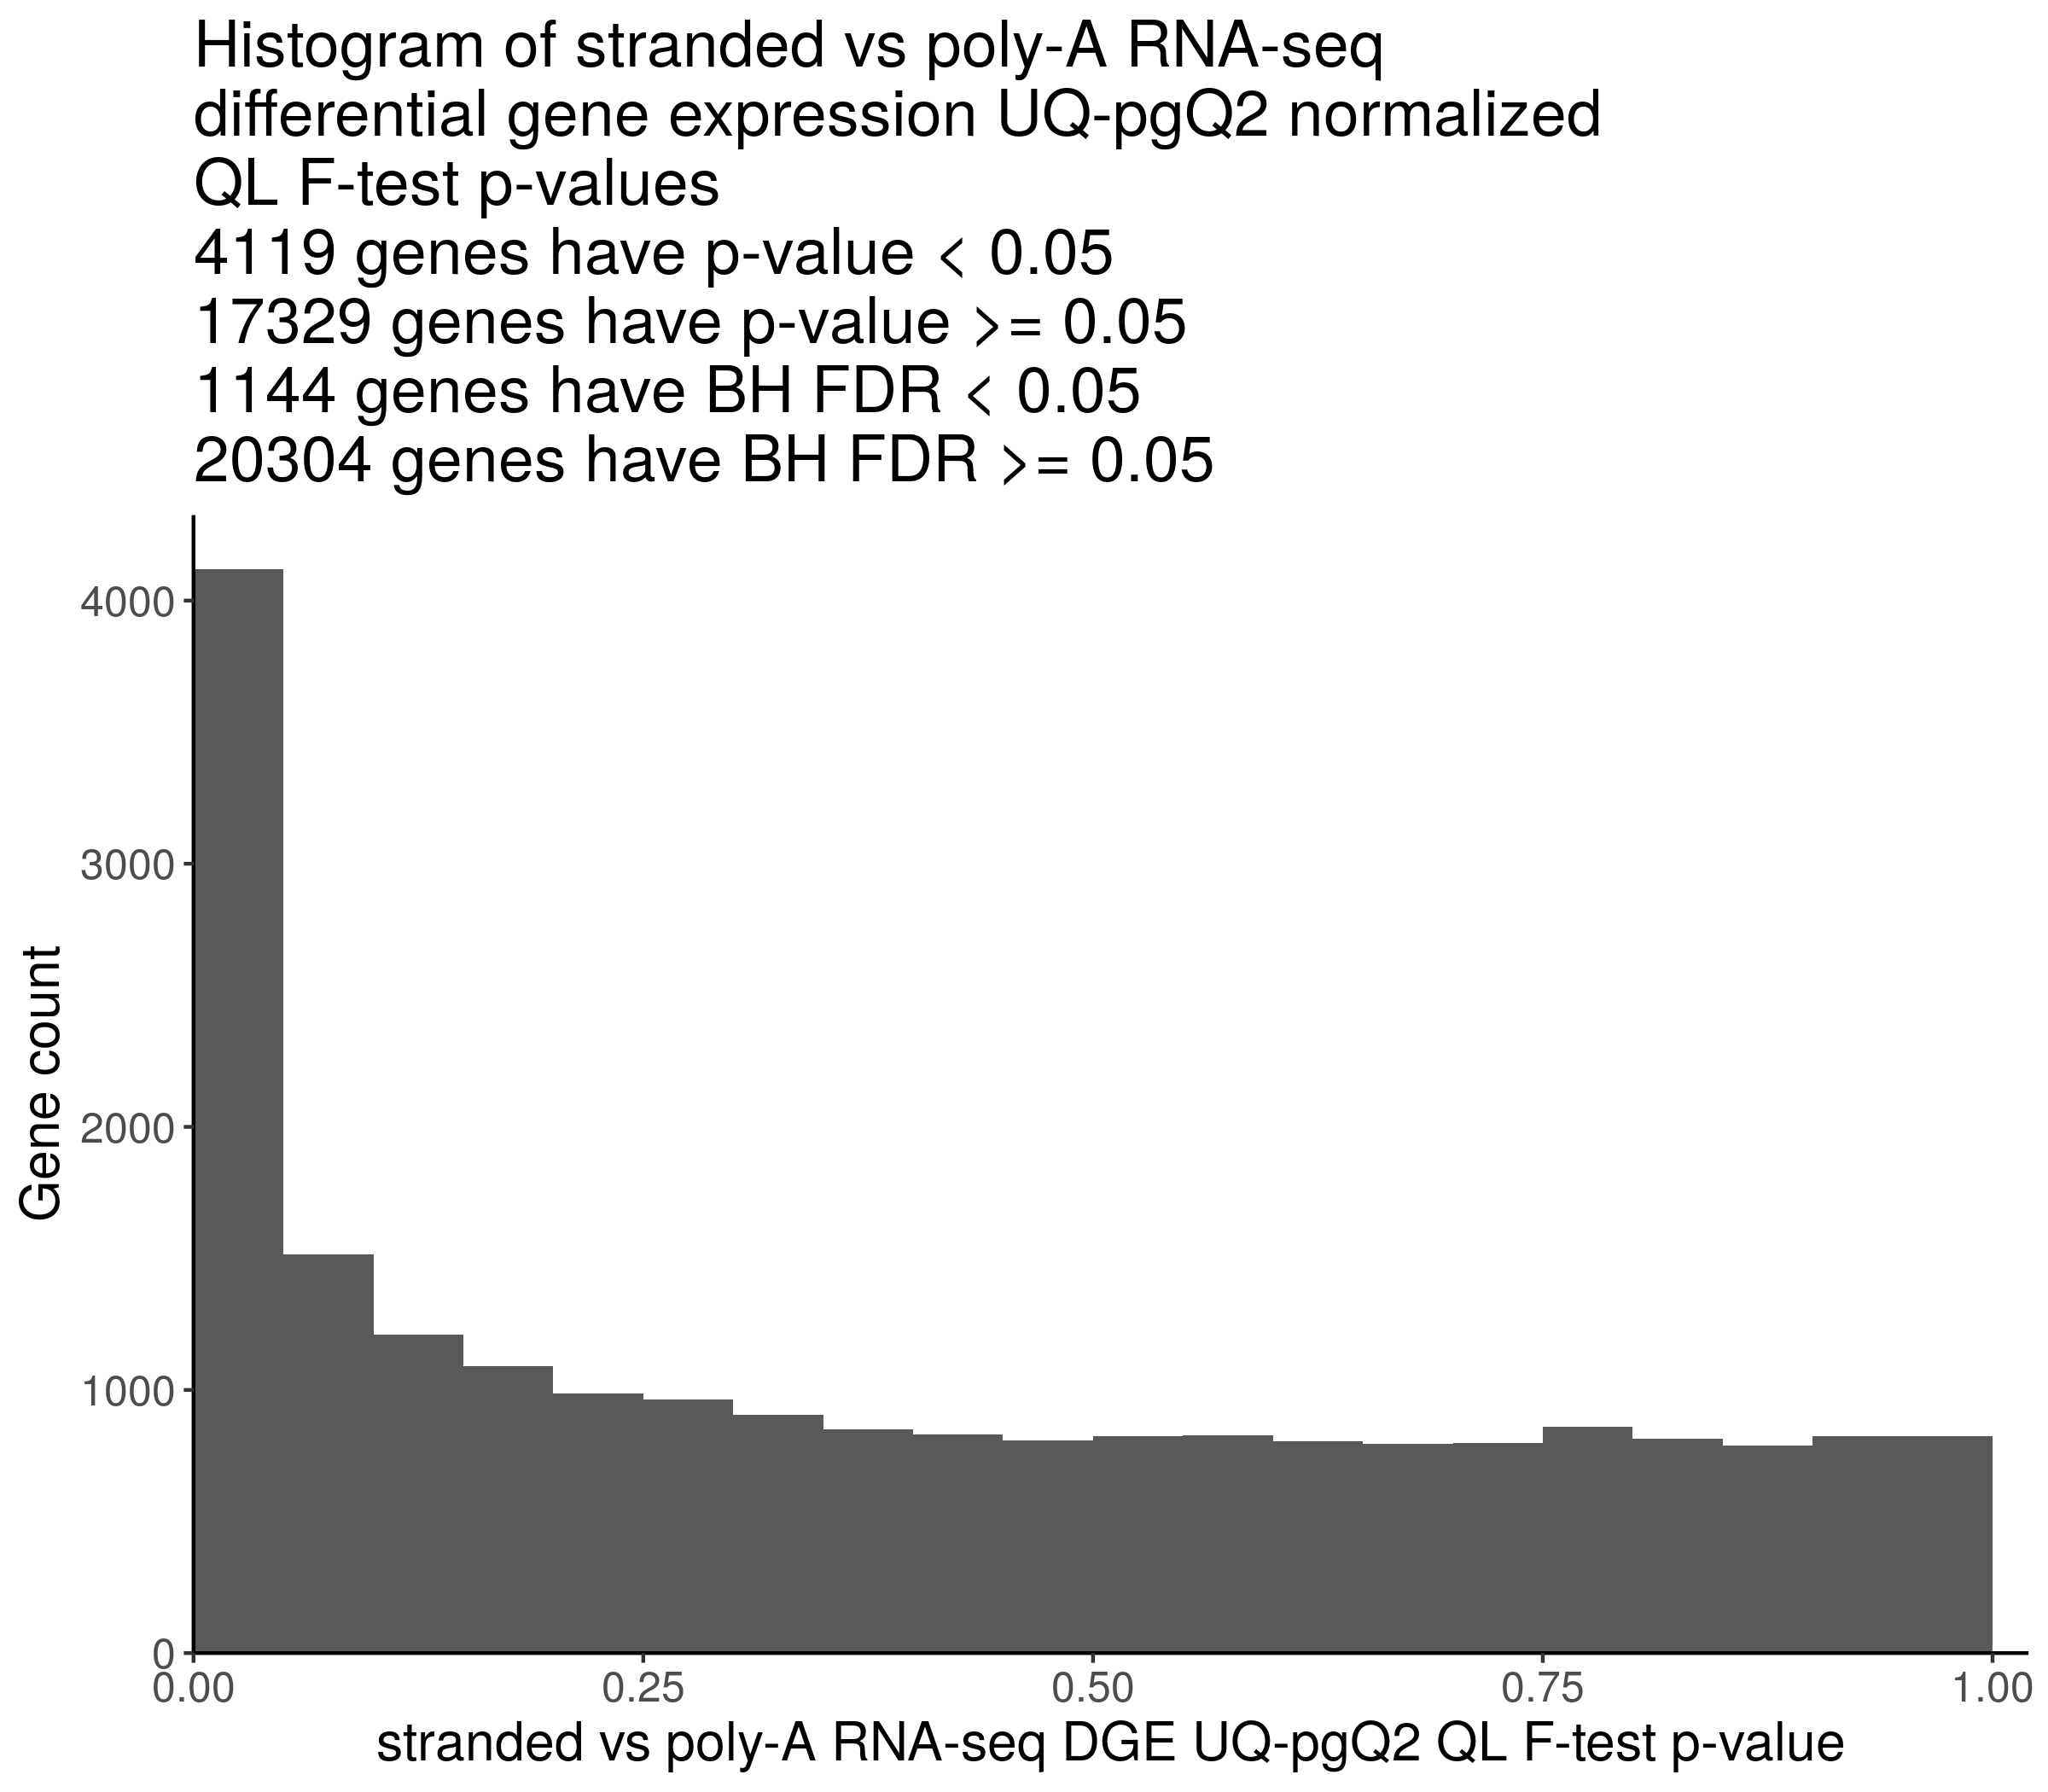 Histogram of stranded vs poly-A RNA-seq
differential gene expression UQ-pgQ2 normalized
QL F-test p-values
4119 genes have p-value < 0.05
17329 genes have p-value >= 0.05
1144 genes have BH FDR < 0.05
20304 genes have BH FDR >= 0.05
4000
3000
2000
1000
0
Gene count
0.00 0.25 0.50 0.75 1.00
stranded vs poly-A RNA-seq DGE UQ-pgQ2 QL F-test p-value